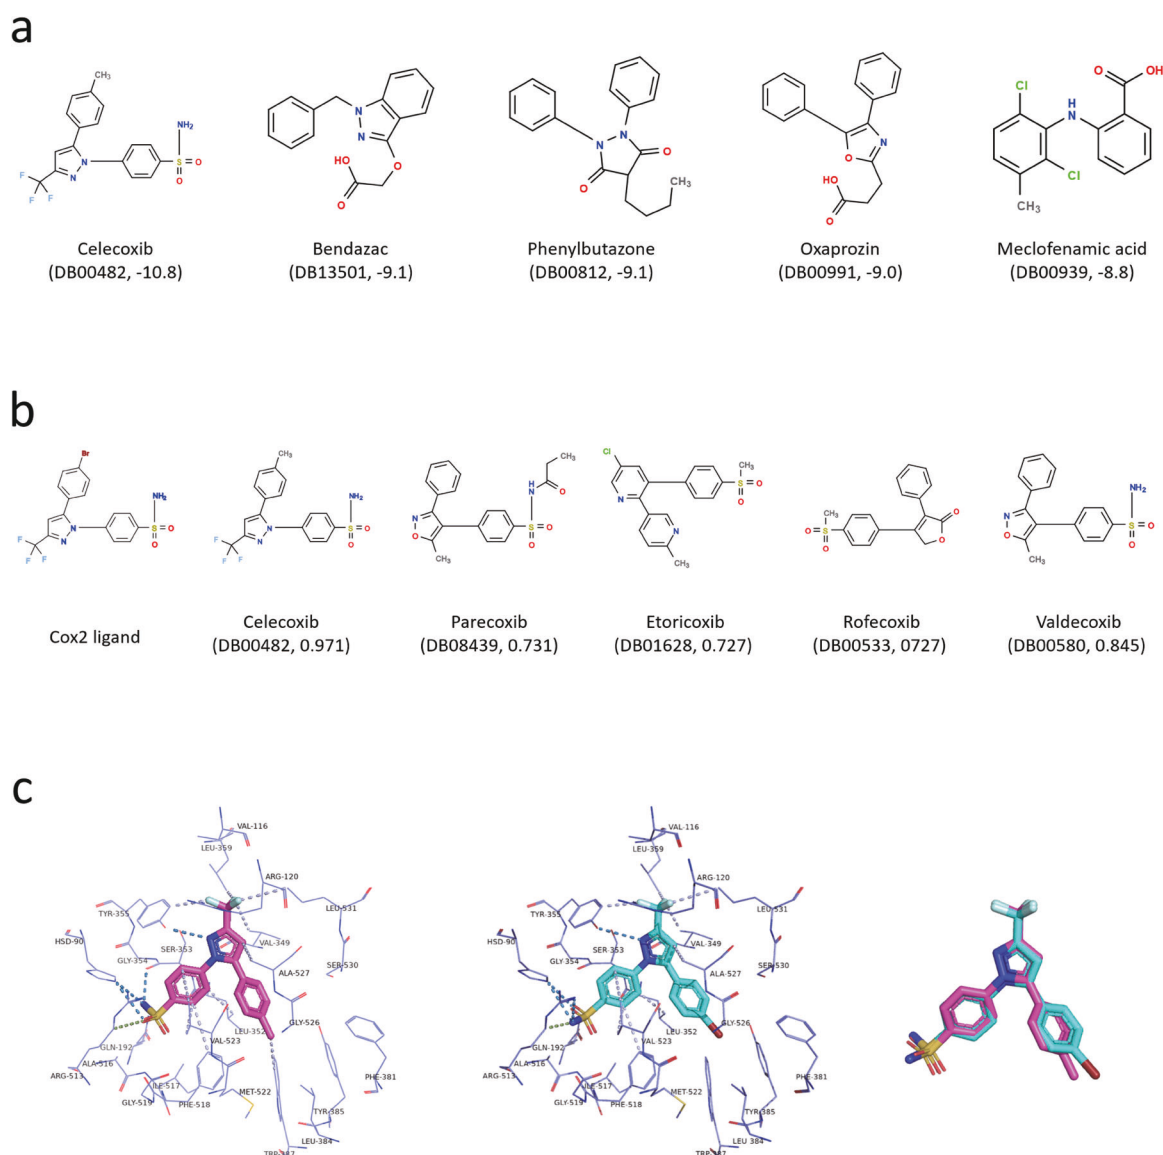 a
CH3
NH2
N
N
S
O
O
F
F
F
N
N
HO
O
O
N
N
O
O
CH3
N
O
HO
O
Cl
H
N
O
OH
Cl
CH3
Celecoxib
(DB00482, -10.8)
Bendazac
(DB13501, -9.1)
Phenylbutazone
(DB00812, -9.1)
Oxaprozin
(DB00991, -9.0)
Meclofenamic acid
(DB00939, -8.8)
b
Br
NH2
N
N
S
O
O
F
F
F
CH3
NH2
N
N
S
O
O
F
F
F
CH3
H
N
O
N
O
S
O
O
CH3
Cl
CH3
N
S
O
O
N
CH3
CH3
O
S
O
O
O
NH2
N
O
S
O
O
CH3
Cox2 ligand
Celecoxib
(DB00482, 0.971)
Parecoxib
(DB08439, 0.731)
Etoricoxib
(DB01628, 0.727)
Rofecoxib
(DB00533, 0727)
Valdecoxib
(DB00580, 0.845)
c
VAL-116
LEU-359
ARG-120
TYR-355
LEU-531
HSD-90
SER-353
VAL-349
GLY-354
ALA-527
SER-530
LEU-352
GLY-526
GLN-192
VAL-523
ALA-516
ARG-513
ILE-517
MET-522
PHE-381
GLY-519
PHE-518
TYR-385
LEU-384
TRP-387
VAL-116
LEU-359
ARG-120
TYR-355
LEU-531
HSD-90
SER-353
VAL-349
GLY-354
ALA-527
SER-530
GLY-526
LEU-352
GLN-192
VAL-523
ALA-516
ARG-513
ILE-517
MET-522
PHE-381
GLY-519
PHE-518
TYR-385
LEU 384
TRP-387